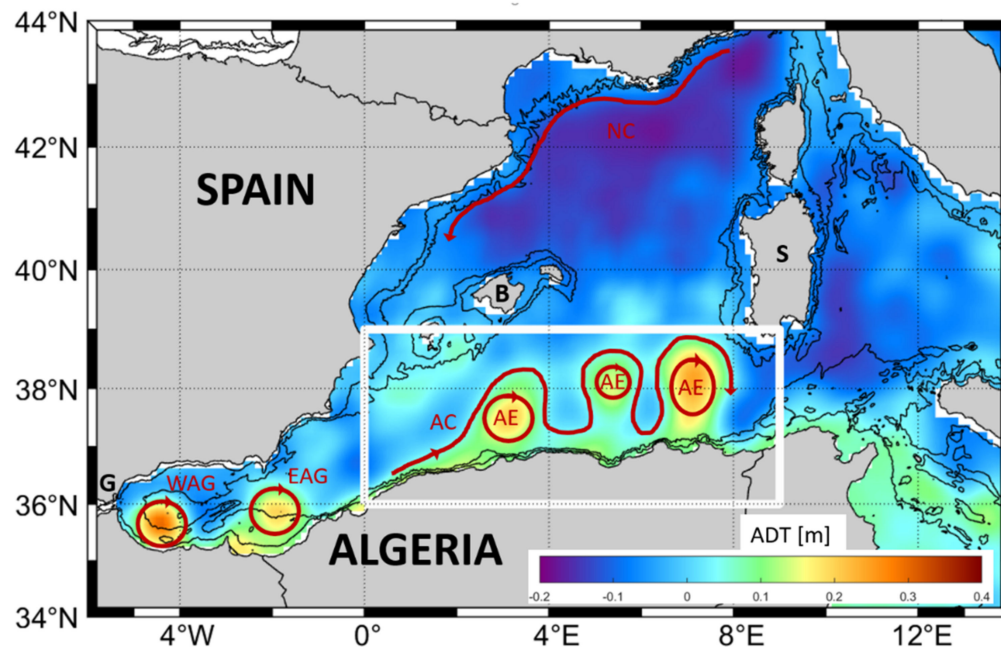 44°N
42°N
40°N
38°N
36°N
34°N
NC
SPAIN
S
B
AE
AE
AC
AE
G
WAG
EAG
ALGERIA
ADT [m]
-0.2 -0.1 0 0.1 0.2 0.3 0.4
4°W 0° 4°E 8°E 12°E